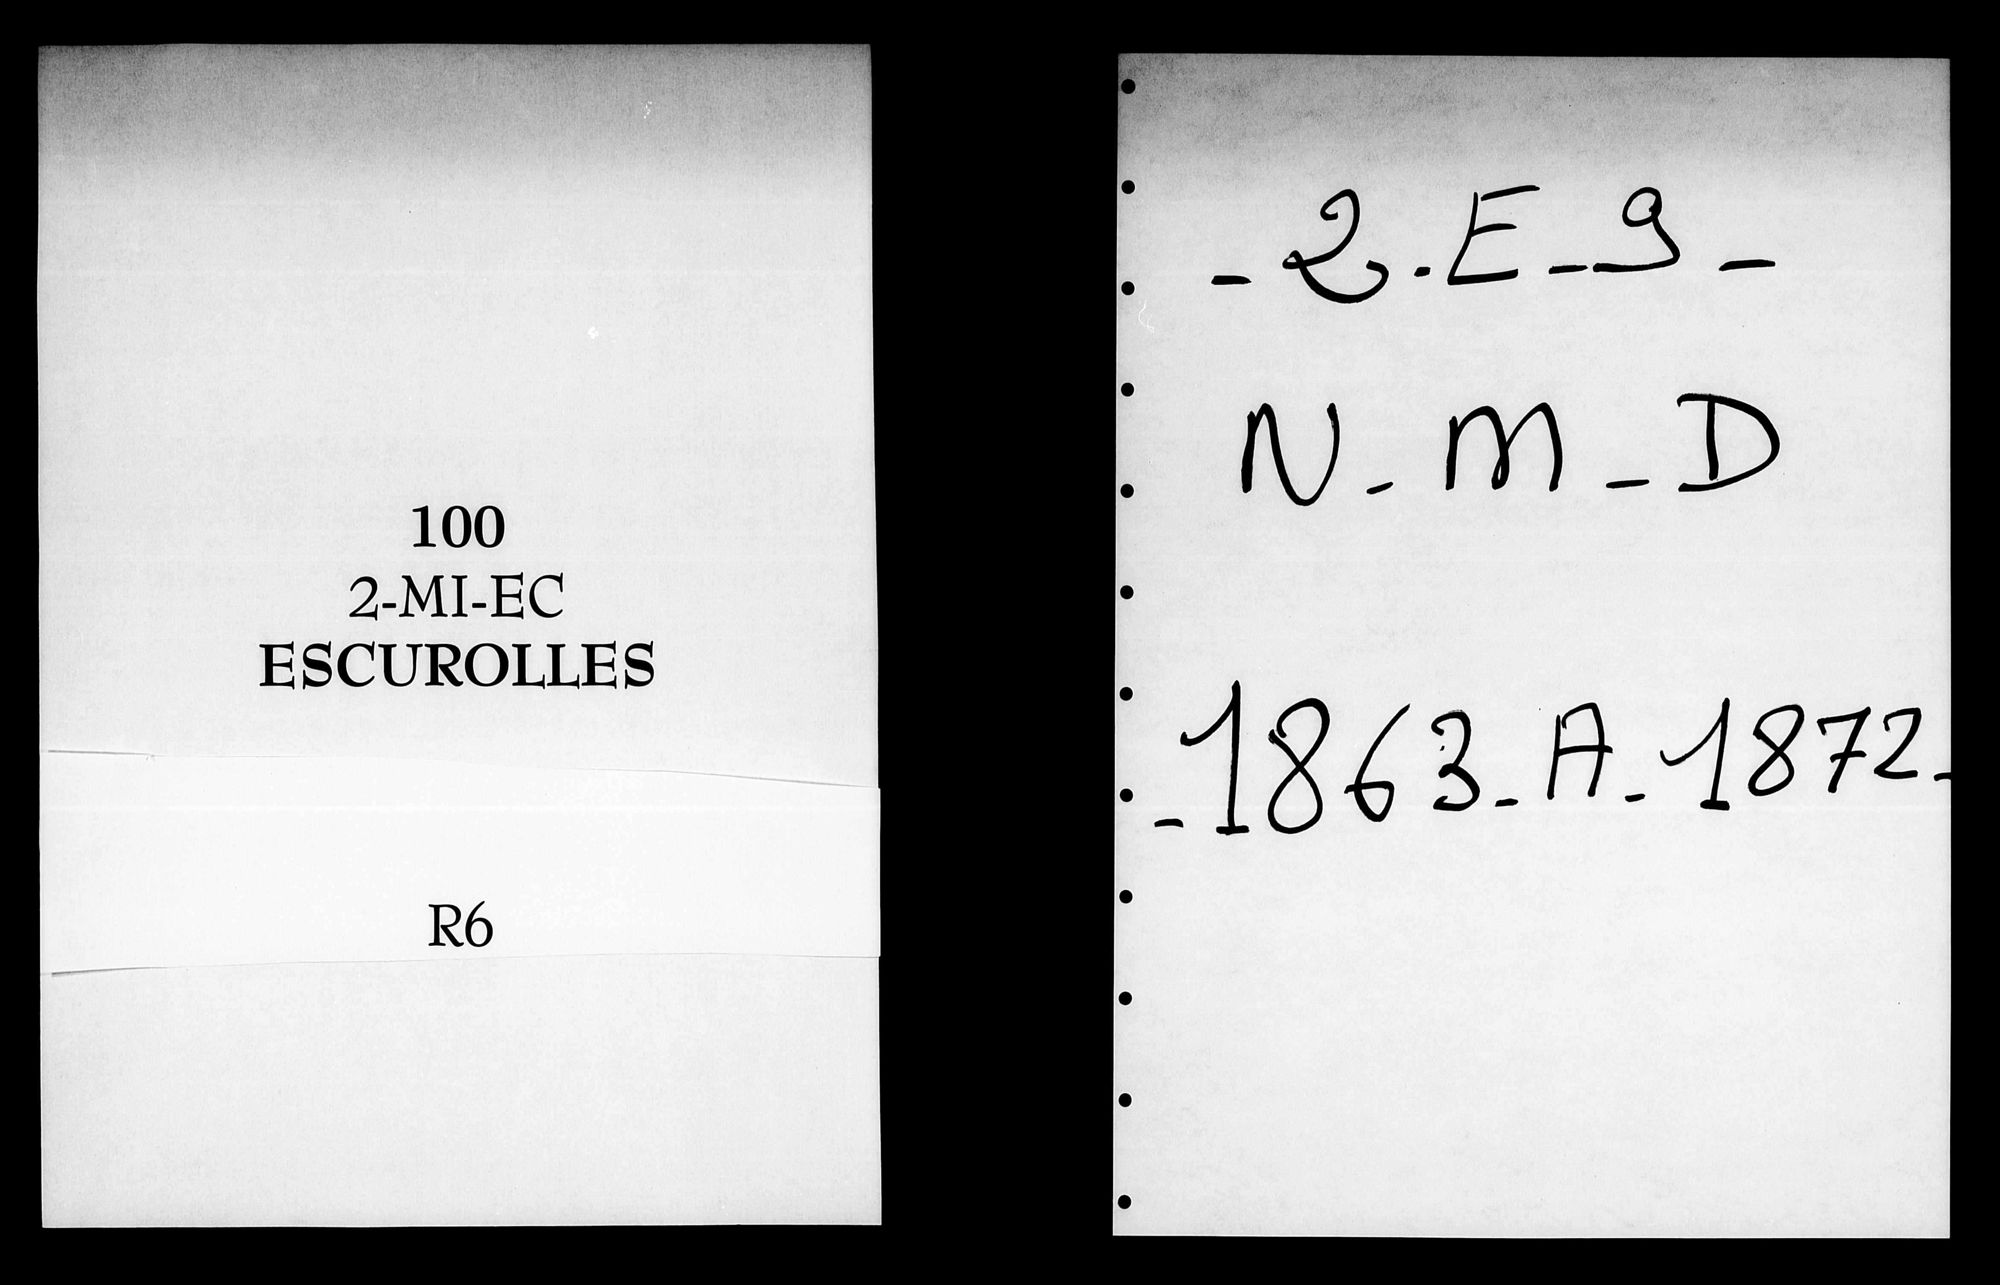 100
2-MI-EC
ESCUROLLES
R6
- 2.E-9-
N-M-D
-1863-A-1872-